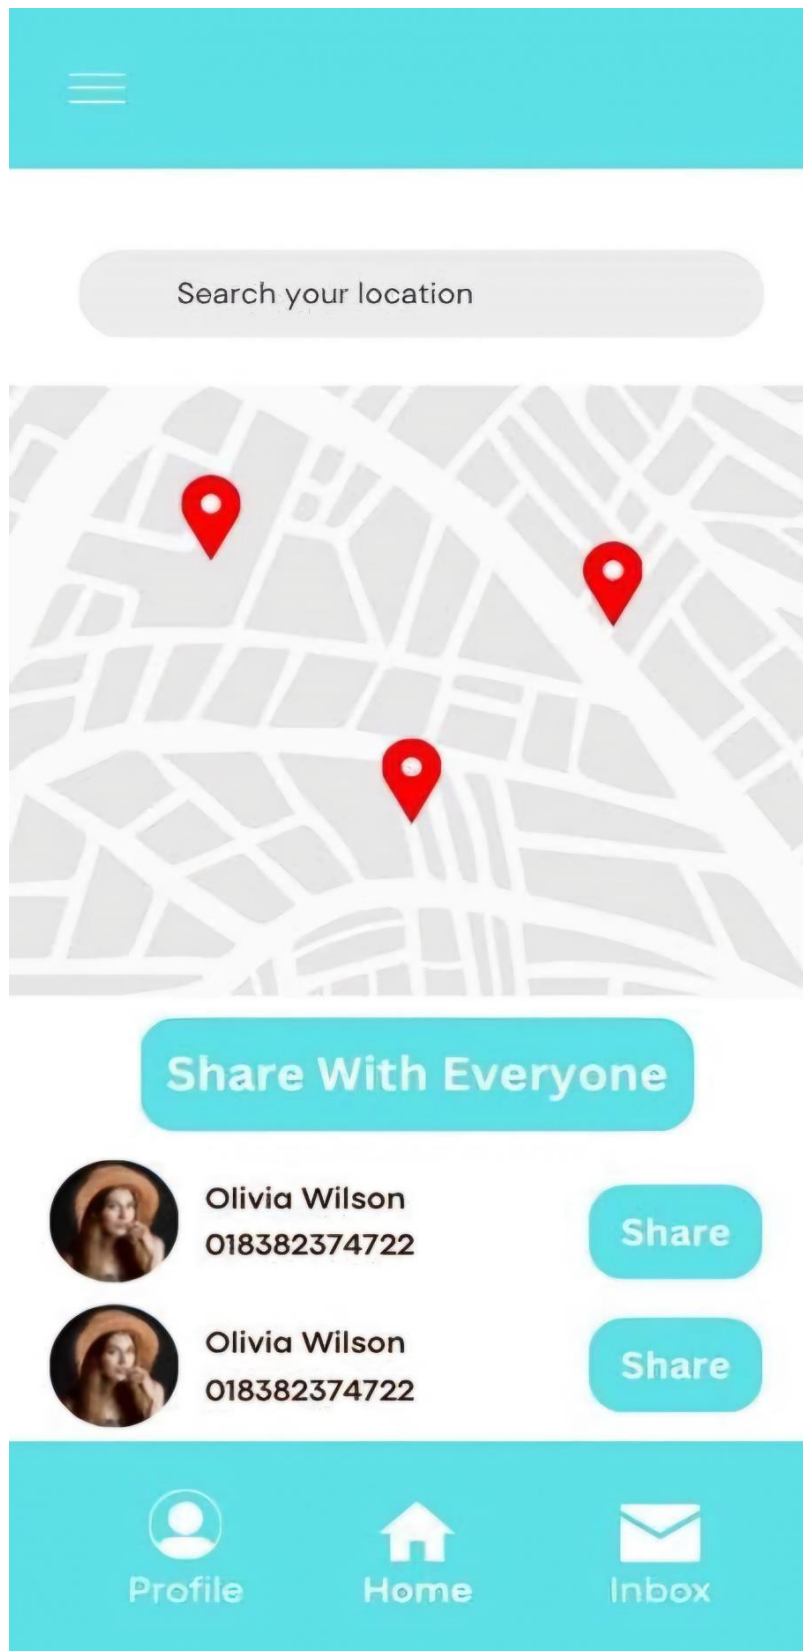 Search your location
Share With Everyone
Olivia Wilson
018382374722
Share
Olivia Wilson
018382374722
Share
Profile
Home
Inbox